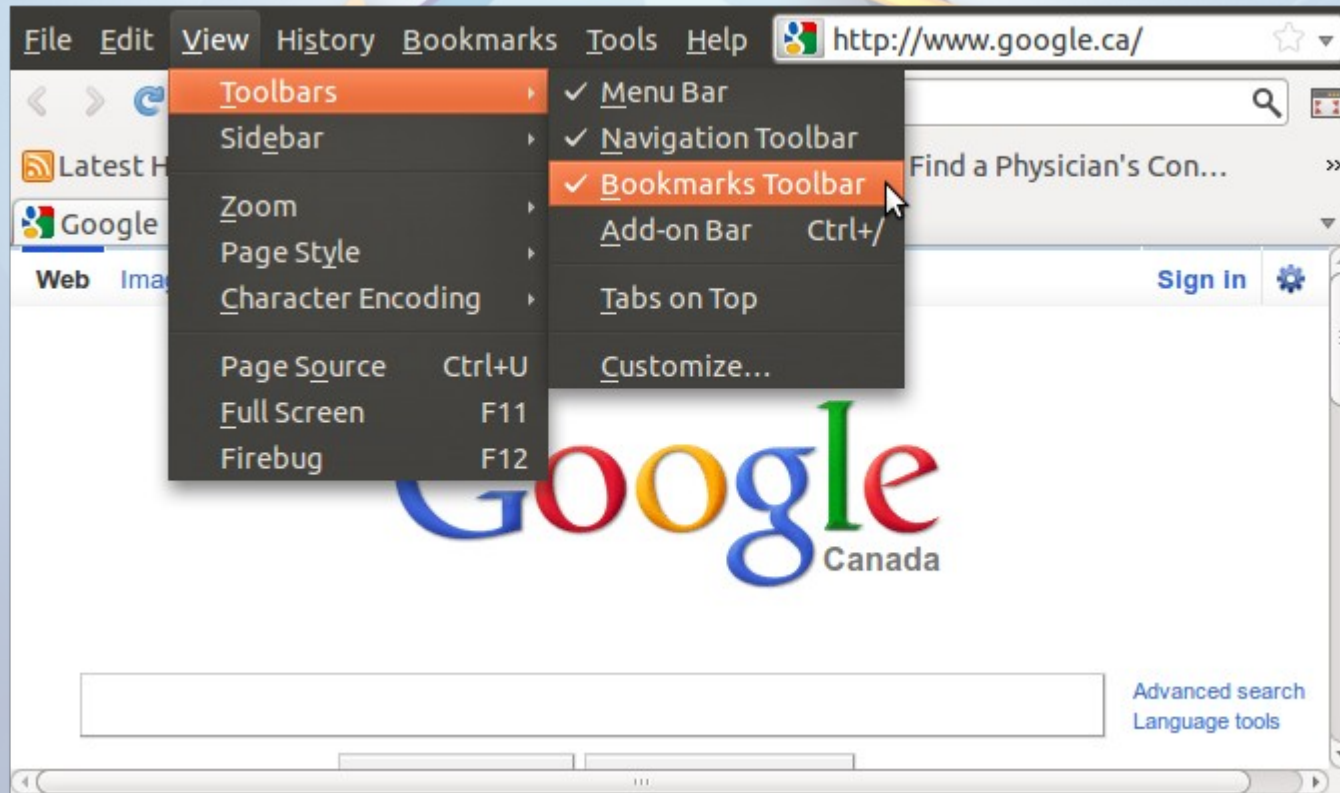 File Edit View History Bookmarks Tools Help http://www.google.ca/
Toolbars
Sidebar
Zoom
Page Style
Character Encoding
Page Source Ctrl+U
Full Screen F11
Firebug F12
✓ Menu Bar
✓ Navigation Toolbar
✓ Bookmarks Toolbar
Add-on Bar Ctrl+/
Tabs on Top
Customize...
Latest H
Find a Physician's Con... »
Google
Web Imag
Sign in
Google
Canada
Advanced search
Language tools